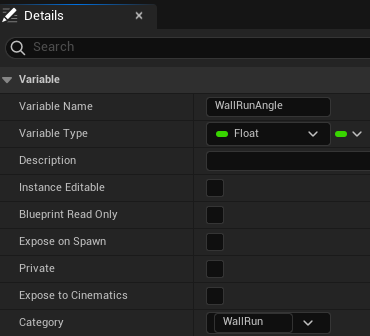 Details
Search
Variable
Variable Name WallRunAngle
Variable Type Float
Description
Instance Editable
Blueprint Read Only
Expose on Spawn
Private
Expose to Cinematics
Category WallRun